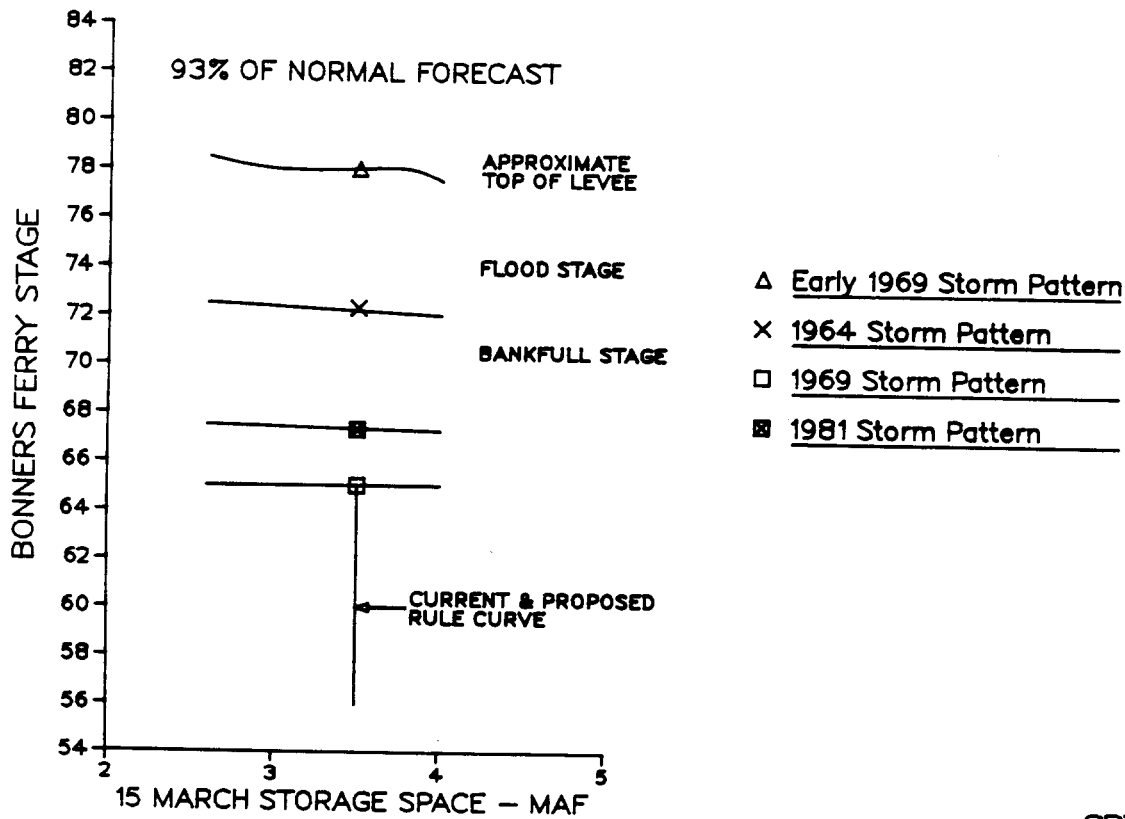 93% OF NORMAL FORECAST
84
82
80
78
76
74
72
70
68
66
64
62
60
58
56
54
BONNERS FERRY STAGE
APPROXIMATE
TOP OF LEVEE
FLOOD STAGE
BANKFULL STAGE
CURRENT & PROPOSED
RULE CURVE
2 3 4 5
15 MARCH STORAGE SPACE – MAF
Early 1969 Storm Pattern
1964 Storm Pattern
1969 Storm Pattern
1981 Storm Pattern